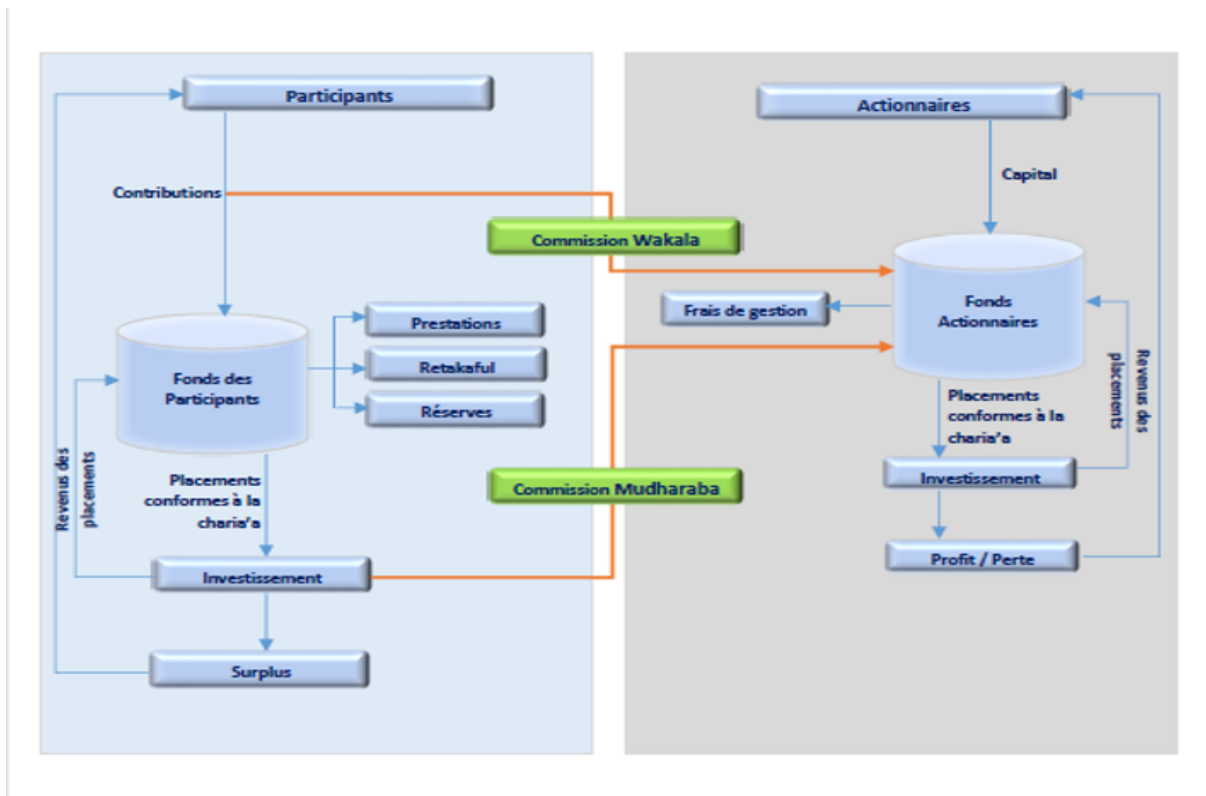 Participants
Contributions
Fonds des
Participants
Prestations
Retakaful
Réserves
Revenus des
placements
Placements
conformes à la
charia'a
Investissement
Surplus
Commission Wakala
Commission Mudharaba
Actionnaires
Capital
Fonds
Actionnaires
Frais de gestion
Placements
conformes à la
charia'a
Revenus des
placements
Investissement
Profit / Perte